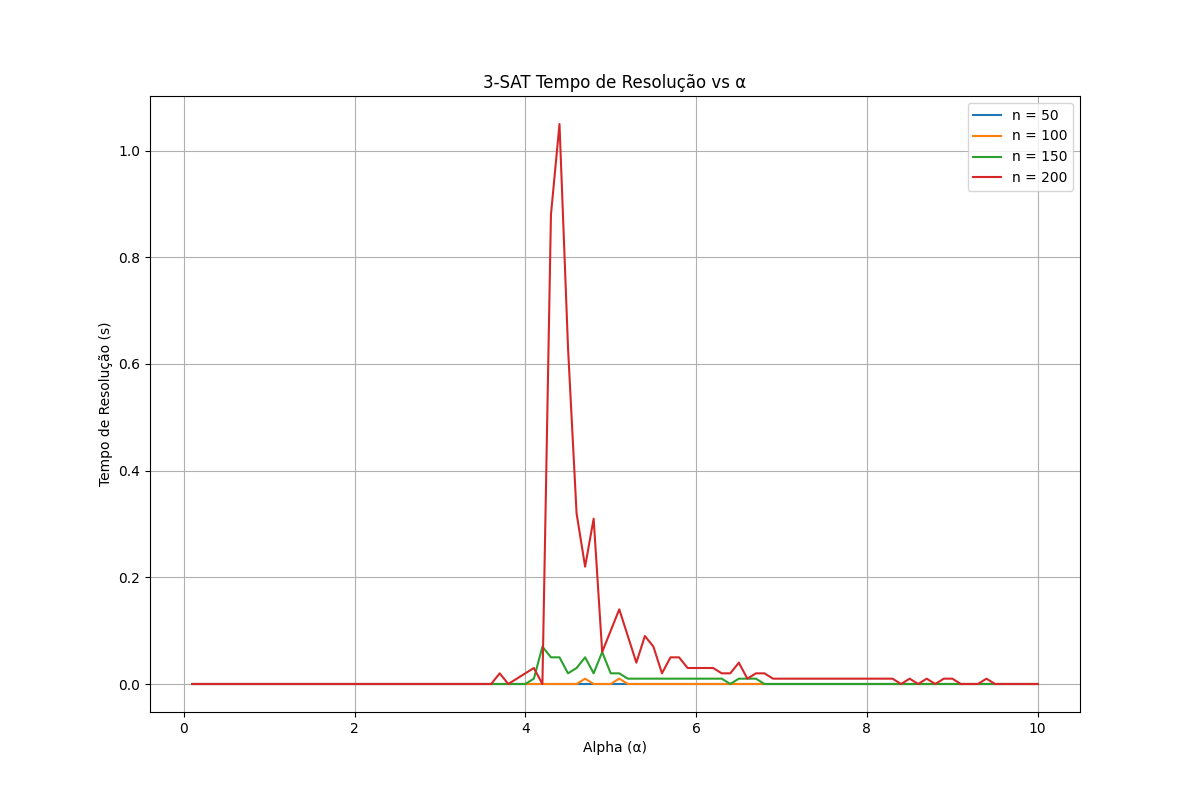 3-SAT Tempo de Resolução vs α
n = 50
n = 100
n = 150
n = 200
Tempo de Resolução (s)
1.0
0.8
0.6
0.4
0.2
0.0
0 2 4 6 8 10
Alpha (α)